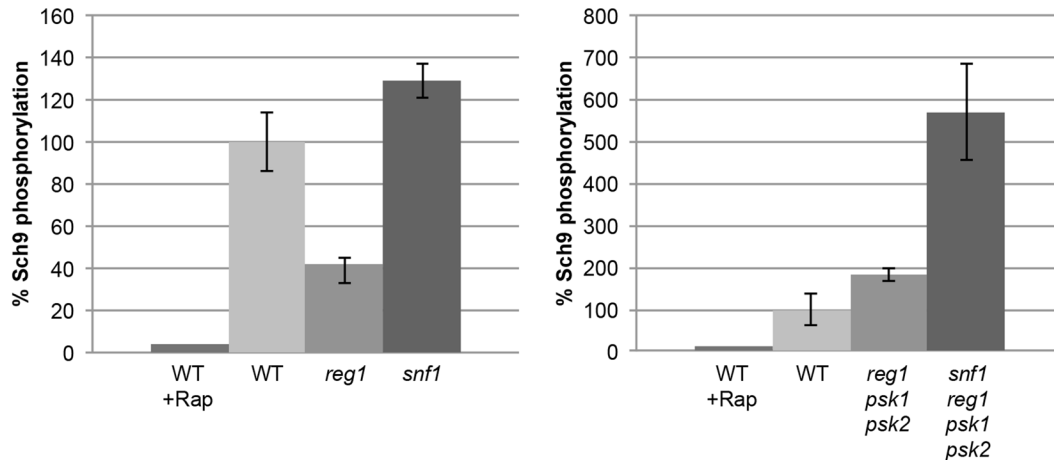 % Sch9 phosphorylation
160
140
120
100
80
60
40
20
0
WT
+Rap
WT
reg1
snf1
% Sch9 phosphorylation
800
700
600
500
400
300
200
100
0
WT
+Rap
WT
reg1
psk1
psk2
snf1
reg1
psk1
psk2